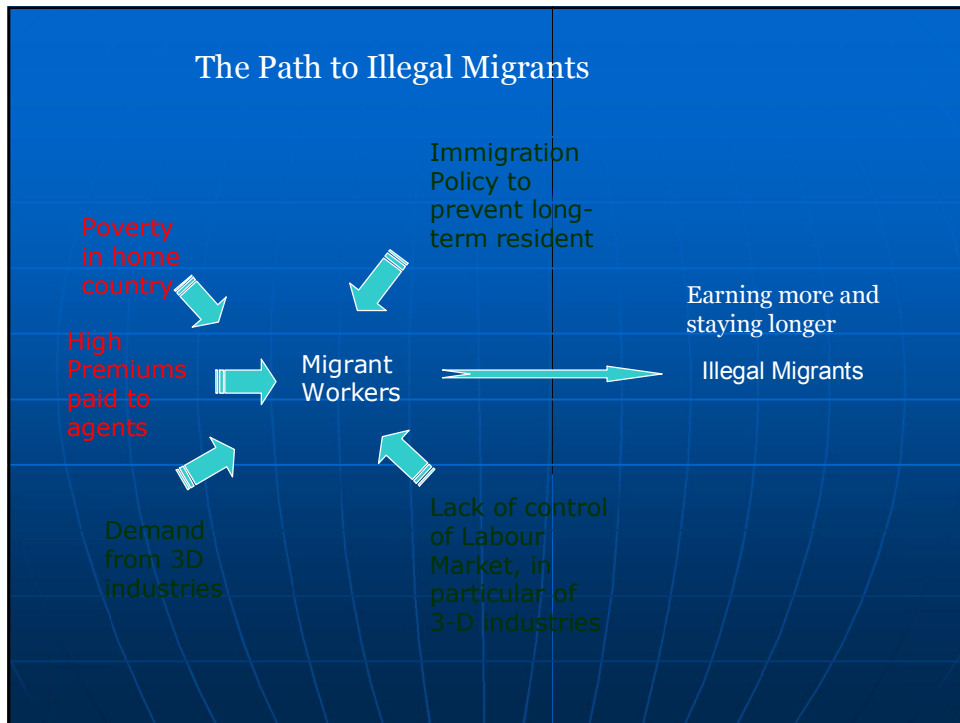 The Path to Illegal Migrants
Immigration
Policy to
prevent long-
term resident
Poverty
in home
country
High
Premiums
paid to
agents
Migrant
Workers
Earning more and
staying longer
Illegal Migrants
Demand
from 3D
industries
Lack of control
of Labour
Market, in
particular of
3-D industries